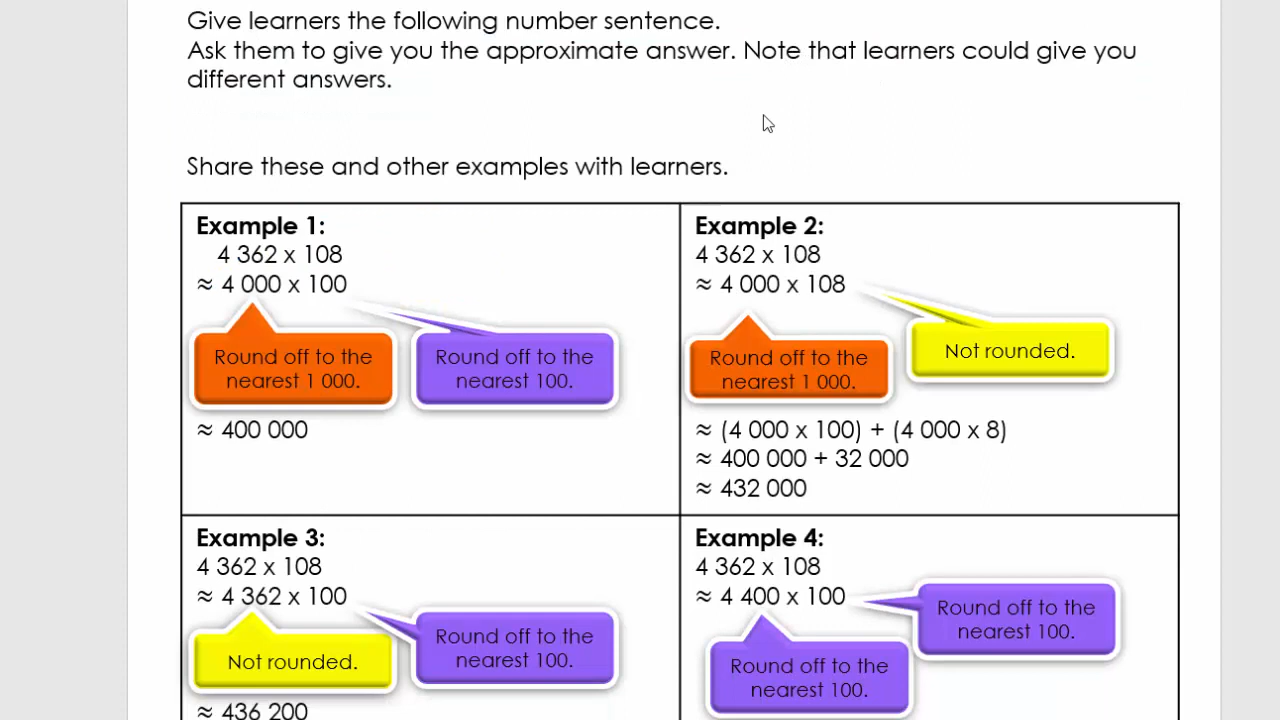 Give learners the following number sentence.
Ask them to give you the approximate answer. Note that learners could give you
different answers.
Share these and other examples with learners.
Example 1:
4 362 x 108
≈ 4 000 x 100
Round off to the
nearest 1 000.
Round off to the
nearest 100.
≈ 400 000
Example 2:
4 362 x 108
≈ 4 000 x 108
Round off to the
nearest 1 000.
Not rounded.
≈ (4 000 x 100) + (4 000 x 8)
≈ 400 000 + 32 000
≈ 432 000
Example 3:
4 362 x 108
≈ 4 362 x 100
Not rounded.
Round off to the
nearest 100.
≈ 436 200
Example 4:
4 362 x 108
≈ 4 400 x 100
Round off to the
nearest 100.
Round off to the
nearest 100.